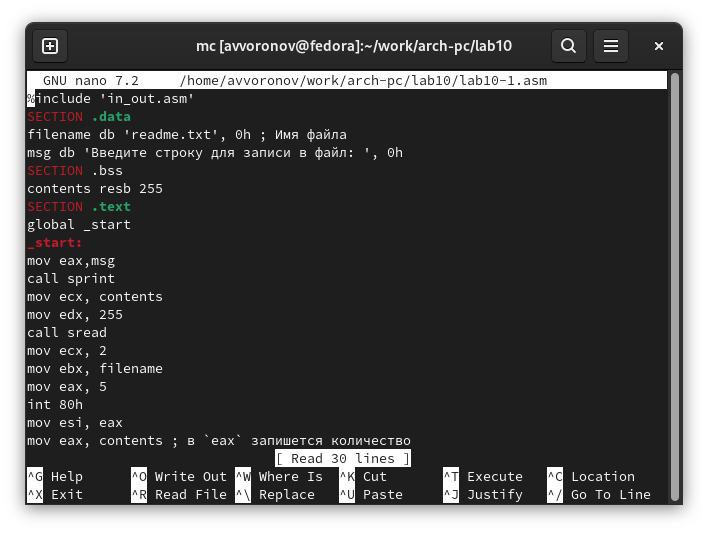 mc [avvoronov@fedora]:~/work/arch-pc/lab10
GNU nano 7.2 /home/avvoronov/work/arch-pc/lab10/lab10-1.asm
%include 'in_out.asm'
SECTION .data
filename db 'readme.txt', 0h ; Имя файла
msg db 'Введите строку для записи в файл: ', 0h
SECTION .bss
contents resb 255
SECTION .text
global _start
_start:
mov eax,msg
call sprint
mov ecx, contents
mov edx, 255
call sread
mov ecx, 2
mov ebx, filename
mov eax, 5
int 80h
mov esi, eax
mov eax, contents ; в `eax` запишется количество
[ Read 30 lines ]
^G Help ^O Write Out ^W Where Is ^K Cut ^T Execute ^C Location
^X Exit ^R Read File ^\ Replace ^U Paste ^J Justify ^/ Go To Line